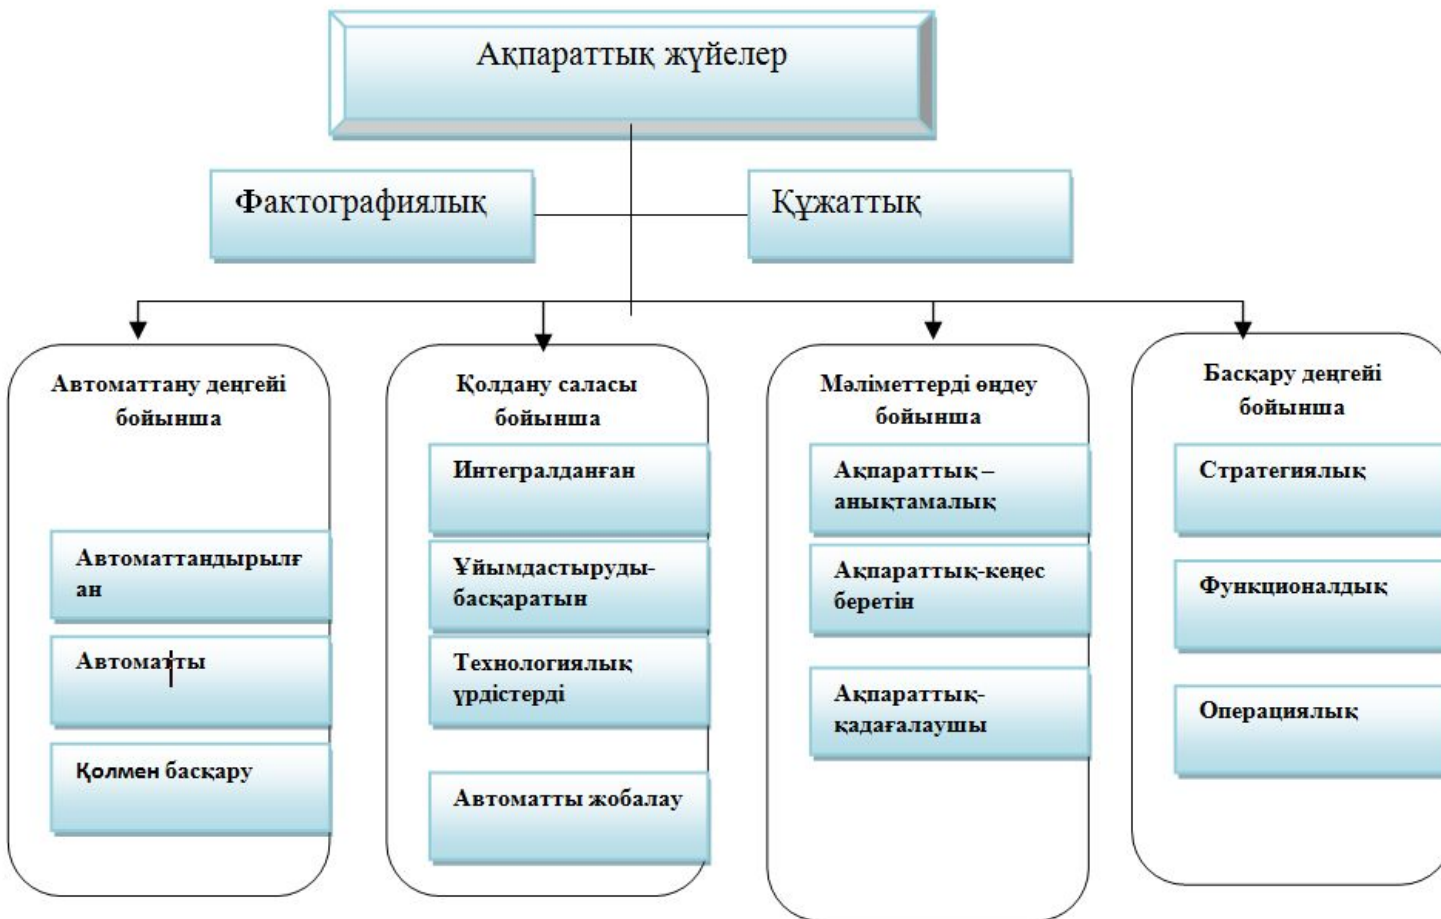 Ақпараттық жүйелер
Фактографиялық
Құжаттық
Автоматтану деңгейі
бойынша
Автоматтандырылғ
ан
Автоматты
Қолмен басқару
Қолдану саласы
бойынша
Интегралданған
Ұйымдастыруды-
басқаратын
Технологиялық
үрдістерді
Автоматты жобалау
Мәліметтерді өңдеу
бойынша
Ақпараттық –
анықтамалық
Ақпараттық-кеңес
беретін
Ақпараттық-
қадағалаушы
Басқару деңгейі
бойынша
Стратегиялық
Функционалдық
Операциялық